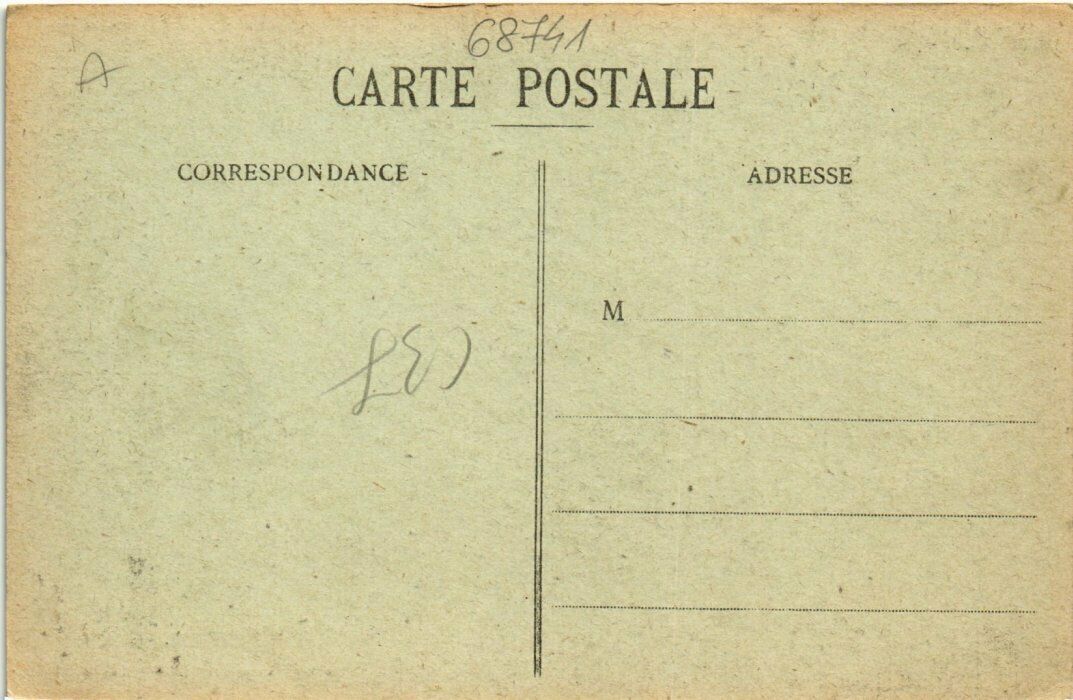 68741
A
CARTE POSTALE
CORRESPONDANCE
ADRESSE
M